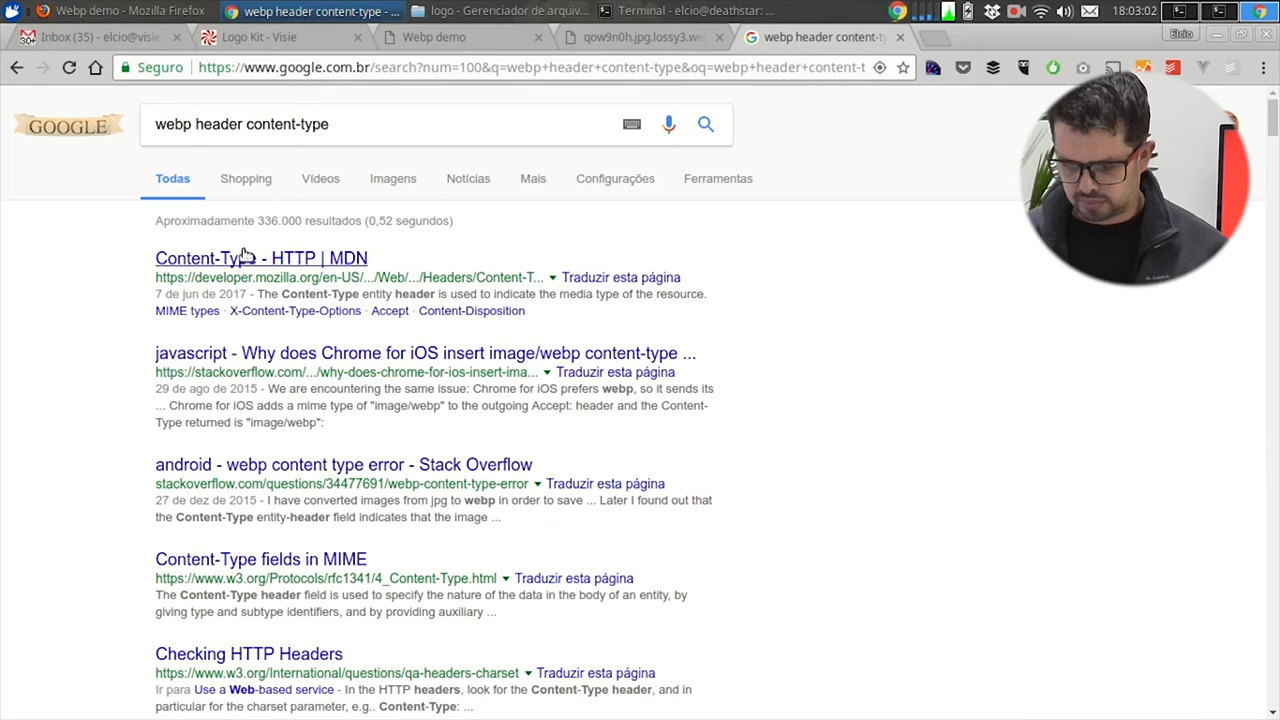 Webp demo - Mozilla Firefox
webp header content-type - ...
logo - Gerenciador de arquiv...
Terminal - elcio@deathstar: ...
18:03:02
Inbox (35) - elcio@visie
Logo Kit - Visie
Webp demo
qow9n0h.jpg.lossy3.we
webp header content-ty
Elcio
Seguro
https://www.google.com.br/search?num=100&q=webp+header+content-type&oq=webp+header+content-t
GOOGLE
webp header content-type
Todas
Shopping
Vídeos
Imagens
Notícias
Mais
Configurações
Ferramentas
Aproximadamente 336.000 resultados (0,52 segundos)
Content-Type - HTTP | MDN
https://developer.mozilla.org/en-US/.../Web/.../Headers/Content-T... Traduzir esta página
7 de jun de 2017 - The Content-Type entity header is used to indicate the media type of the resource.
MIME types · X-Content-Type-Options · Accept · Content-Disposition
javascript - Why does Chrome for iOS insert image/webp content-type ...
https://stackoverflow.com/.../why-does-chrome-for-ios-insert-ima... Traduzir esta página
29 de ago de 2015 - We are encountering the same issue: Chrome for iOS prefers webp, so it sends its
... Chrome for iOS adds a mime type of "image/webp" to the outgoing Accept: header and the Content-
Type returned is "image/webp":
android - webp content type error - Stack Overflow
stackoverflow.com/questions/34477691/webp-content-type-error Traduzir esta página
27 de dez de 2015 - I have converted images from jpg to webp in order to save ... Later I found out that
the Content-Type entity-header field indicates that the image ...
Content-Type fields in MIME
https://www.w3.org/Protocols/rfc1341/4_Content-Type.html Traduzir esta página
The Content-Type header field is used to specify the nature of the data in the body of an entity, by
giving type and subtype identifiers, and by providing auxiliary ...
Checking HTTP Headers
https://www.w3.org/International/questions/qa-headers-charset Traduzir esta página
Ir para Use a Web-based service - In the HTTP headers, look for the Content-Type header, and in
particular for the charset parameter, e.g.. Content-Type: ...